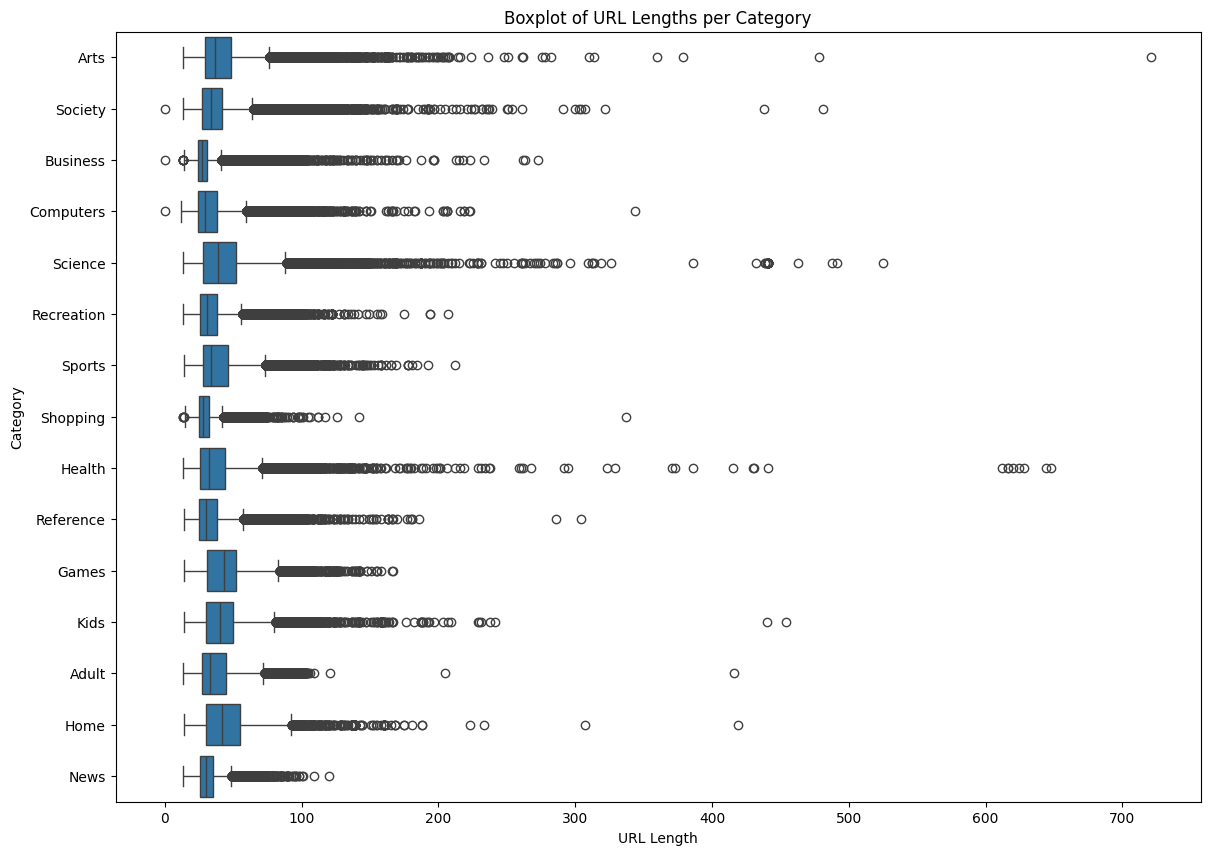 Boxplot of URL Lengths per Category
Arts
Society
Business
Computers
Science
Recreation
Sports
Shopping
Health
Reference
Games
Kids
Adult
Home
News
Category
0 100 200 300 400 500 600 700
URL Length